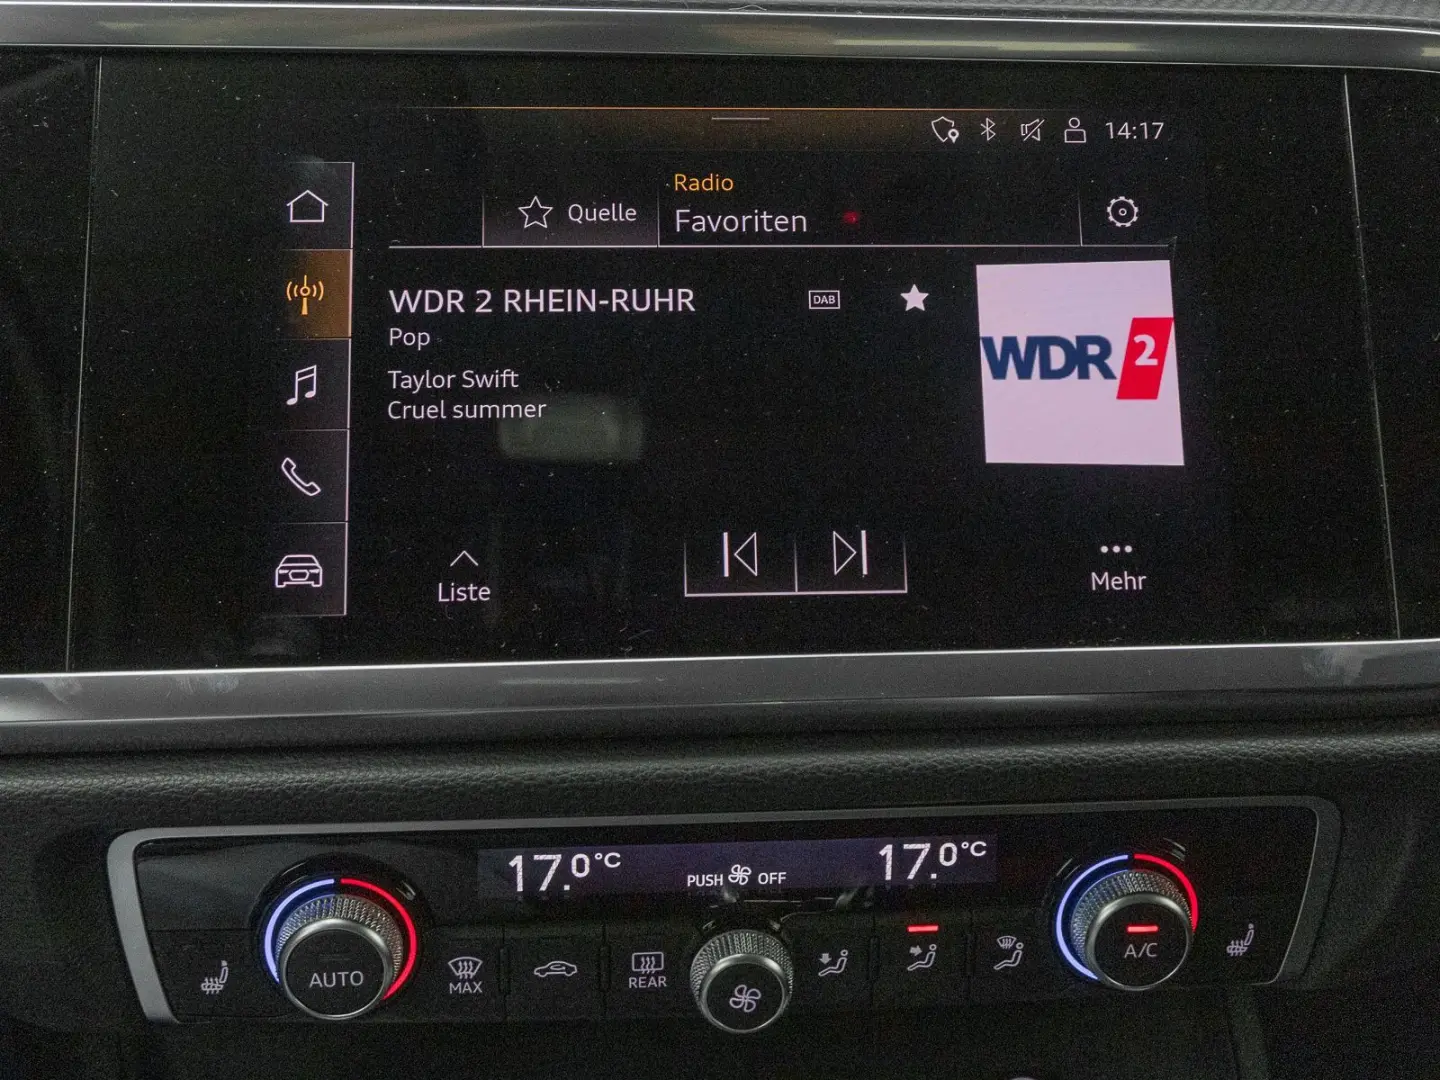 14:17
Radio
Quelle
Favoriten
WDR 2 RHEIN-RUHR
DAB
Pop
Taylor Swift
Cruel summer
WDR 2
Liste
Mehr
17.0°C
PUSH OFF
17.0°C
AUTO
MAX
REAR
A/C